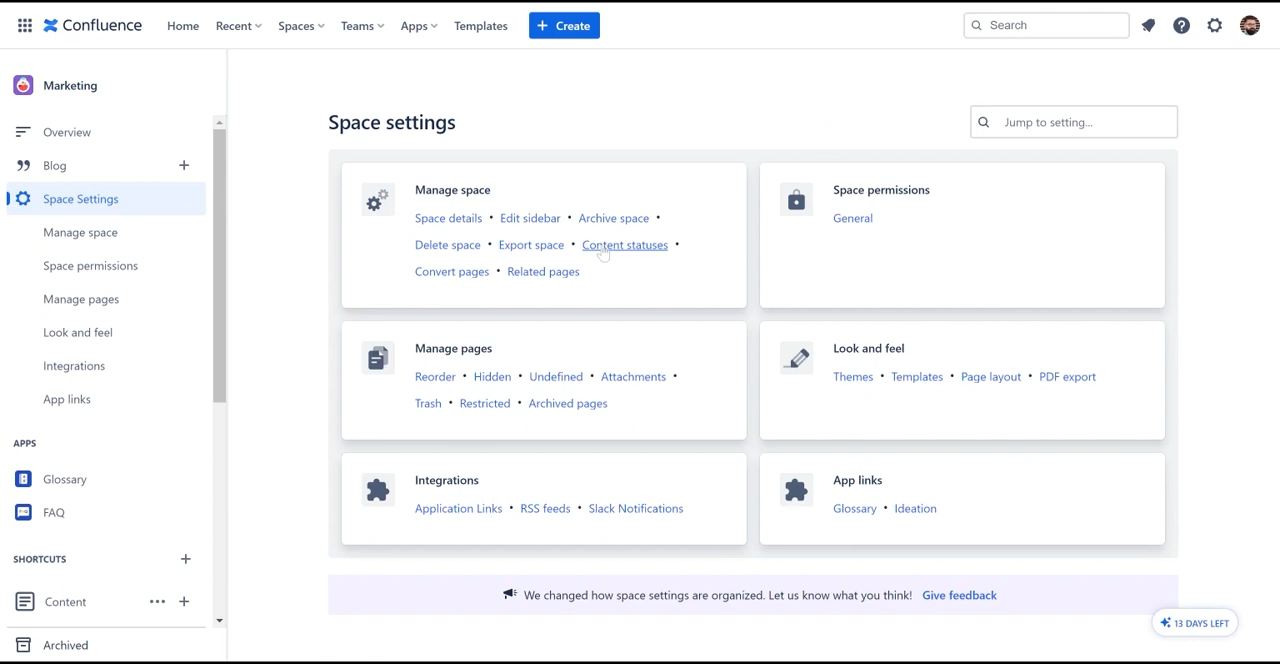 Confluence Home Recent Spaces Teams Apps Templates + Create Search
Marketing
Overview
Blog
Space Settings
Manage space
Space permissions
Manage pages
Look and feel
Integrations
App links
APPS
Glossary
FAQ
SHORTCUTS
Content
Archived
Space settings
Jump to setting...
Manage space
Space details • Edit sidebar • Archive space •
Delete space • Export space • Content statuses •
Convert pages • Related pages
Space permissions
General
Manage pages
Reorder • Hidden • Undefined • Attachments •
Trash • Restricted • Archived pages
Look and feel
Themes • Templates • Page layout • PDF export
Integrations
Application Links • RSS feeds • Slack Notifications
App links
Glossary • Ideation
We changed how space settings are organized. Let us know what you think! Give feedback
13 DAYS LEFT